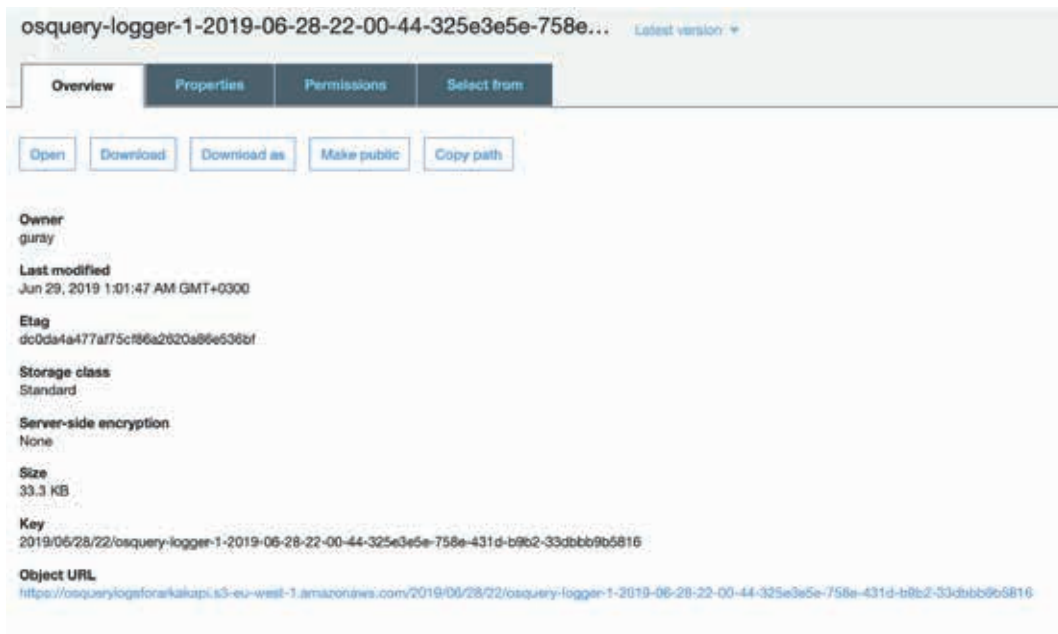 osquery-logger-1-2019-06-28-22-00-44-325e3e5e-758e...
Latest version
Overview
Properties
Permissions
Select from
Open
Download
Download as
Make public
Copy path
Owner
guray
Last modified
Jun 29, 2019 1:01:47 AM GMT+0300
Etag
dc0da4a477af75cf86a2620a86e536bf
Storage class
Standard
Server-side encryption
None
Size
33.3 KB
Key
2019/06/28/22/osquery-logger-1-2019-06-28-22-00-44-325e3e5e-758e-431d-b9b2-33dbbb9b5816
Object URL
https://osquerylogsforarkakapi.s3-eu-west-1.amazonaws.com/2019/06/28/22/osquery-logger-1-2019-06-28-22-00-44-325e3e5e-758e-431d-b9b2-33dbbb9b5816